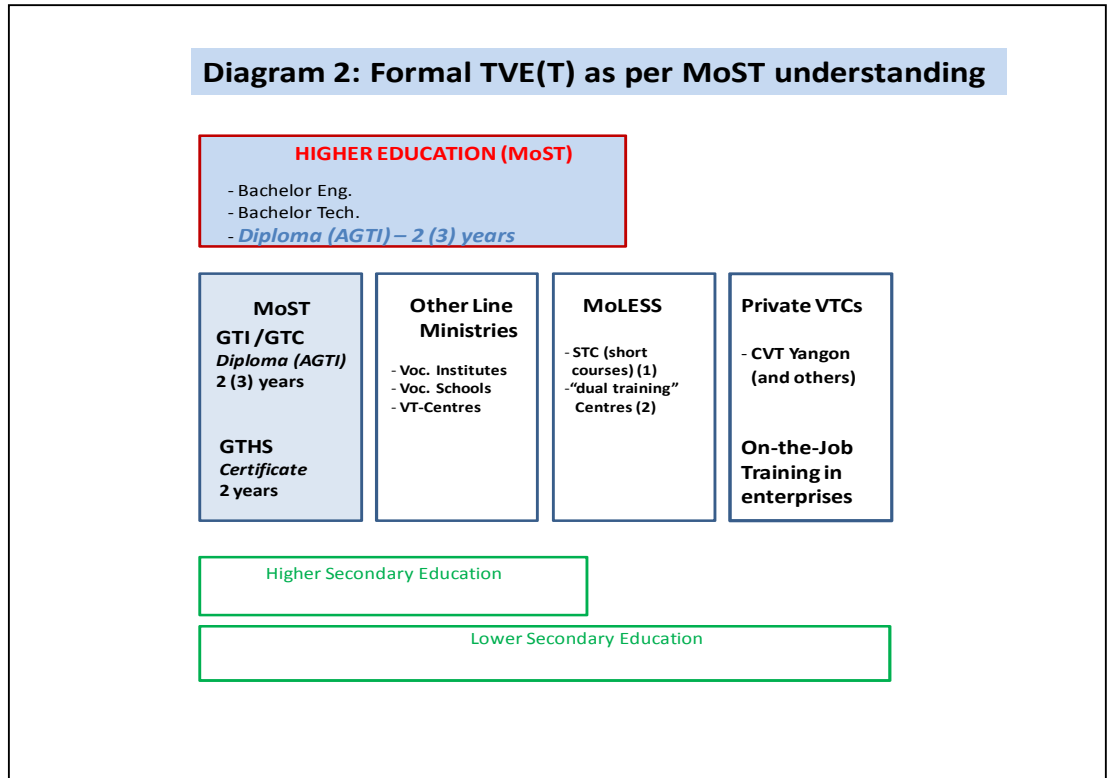 Diagram 2: Formal TVE(T) as per MoST understanding
HIGHER EDUCATION (MoST)
- Bachelor Eng.
- Bachelor Tech.
- Diploma (AGTI) – 2 (3) years
MoST
GTI /GTC
Diploma (AGTI)
2 (3) years
GTHS
Certificate
2 years
Other Line
Ministries
- Voc. Institutes
- Voc. Schools
- VT-Centres
MoLESS
- STC (short
courses) (1)
-“dual training”
Centres (2)
Private VTCs
- CVT Yangon
(and others)
On-the-Job
Training in
enterprises
Higher Secondary Education
Lower Secondary Education